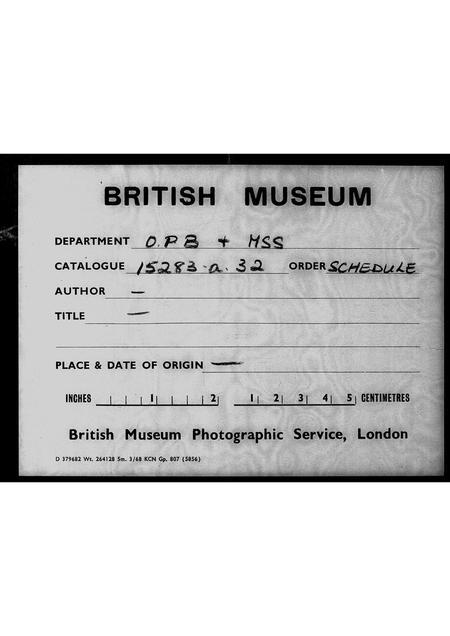 BRITISH MUSEUM
DEPARTMENT O.P.B + MSS
CATALOGUE 15283.a.32 ORDER SCHEDULE
AUTHOR —
TITLE —
PLACE & DATE OF ORIGIN —
INCHES 1 2 1 2 3 4 5 CENTIMETRES
British Museum Photographic Service, London
D 379682 Wt. 264128 5m. 3/68 KCN Gp. 807 (5856)